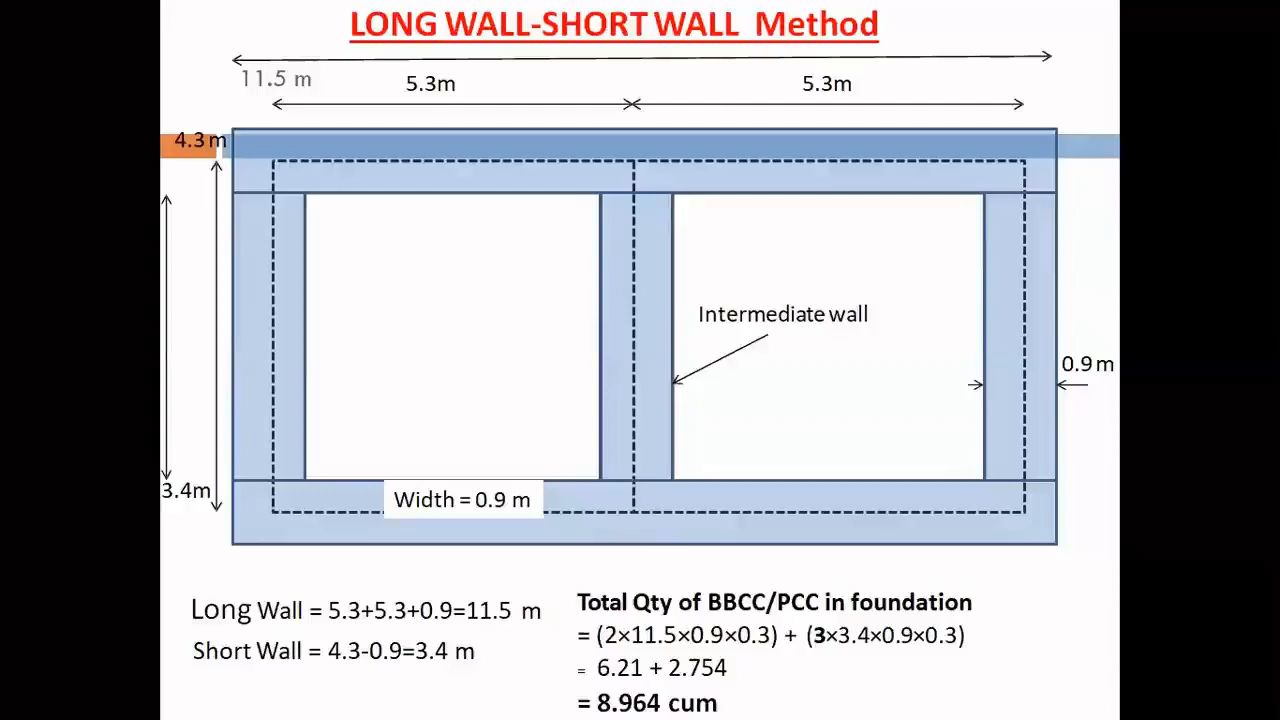 LONG WALL-SHORT WALL Method
11.5 m
5.3m
5.3m
4.3 m
Intermediate wall
0.9 m
3.4m
Width = 0.9 m
Long Wall = 5.3+5.3+0.9=11.5 m
Short Wall = 4.3-0.9=3.4 m
Total Qty of BBCC/PCC in foundation
= (2×11.5×0.9×0.3) + (3×3.4×0.9×0.3)
= 6.21 + 2.754
= 8.964 cum